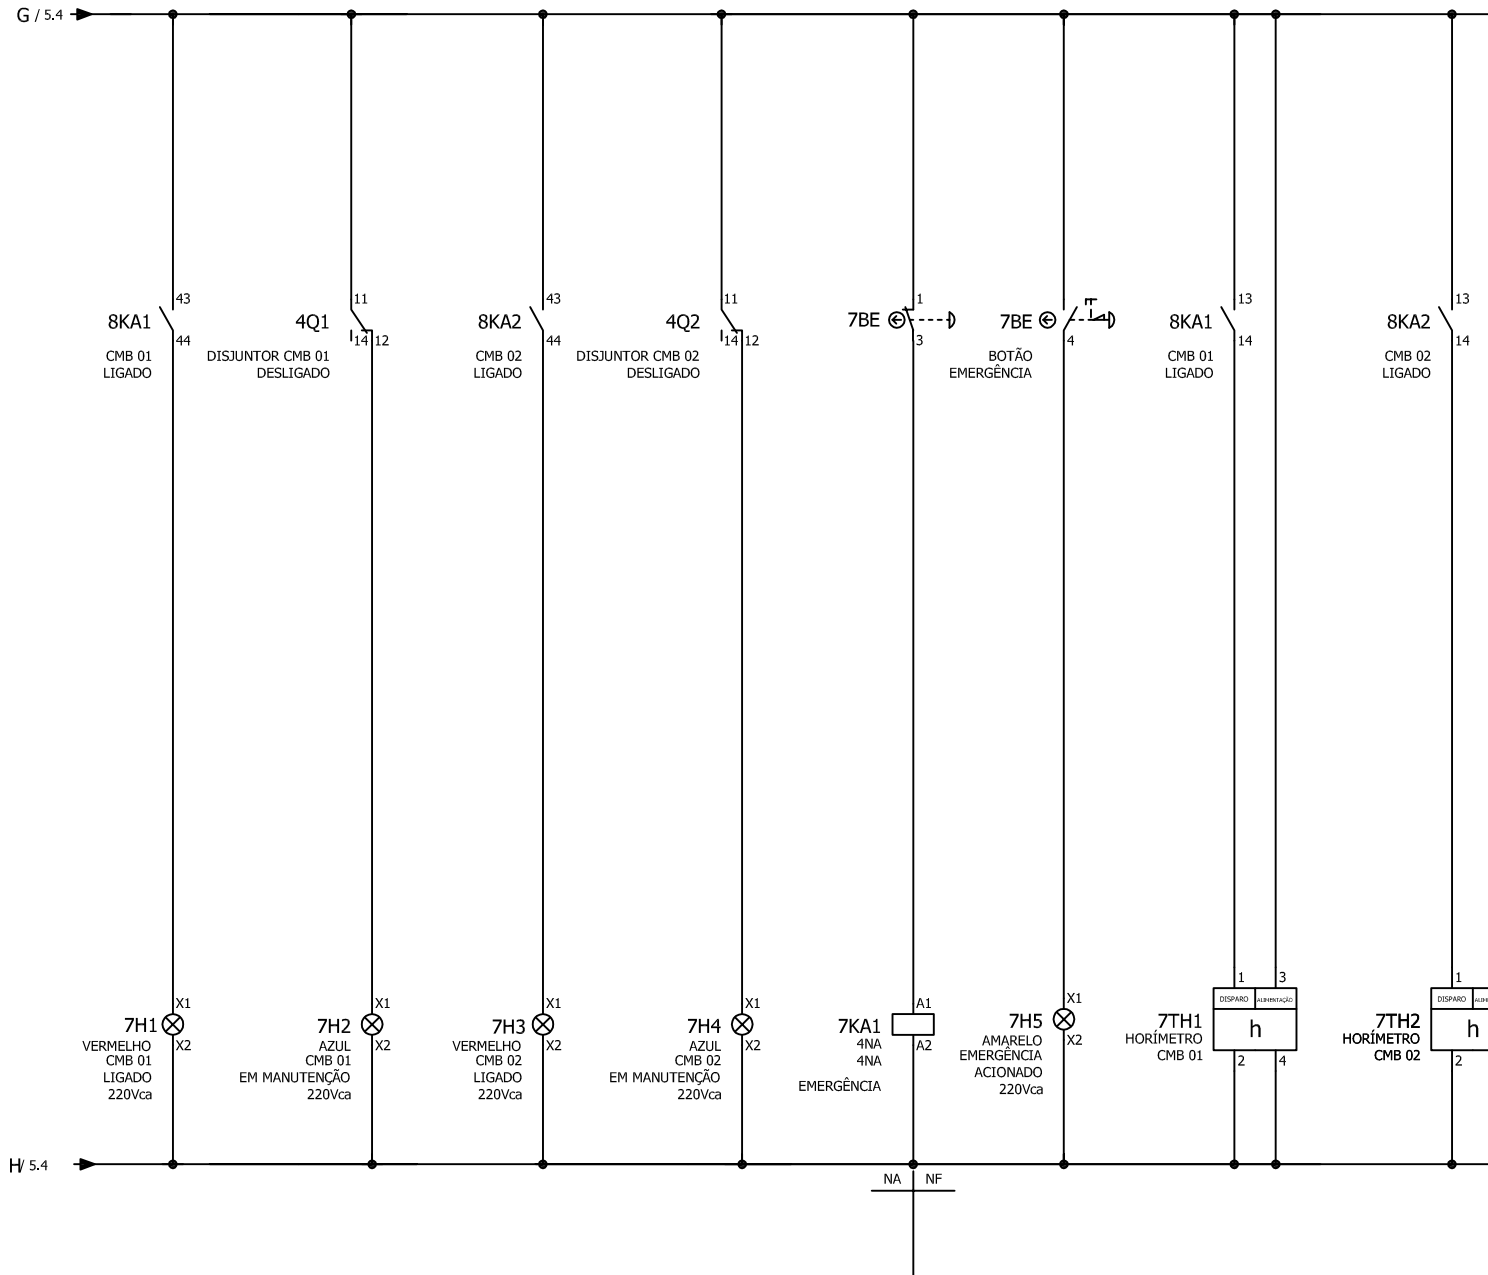 G / 5.4
43
8KA1
44
CMB 01
LIGADO
11
4Q1
14 12
DISJUNTOR CMB 01
DESLIGADO
43
8KA2
44
CMB 02
LIGADO
11
4Q2
14 12
DISJUNTOR CMB 02
DESLIGADO
1
7BE
3
7BE
4
BOTÃO
EMERGÊNCIA
13
8KA1
14
CMB 01
LIGADO
13
8KA2
14
CMB 02
LIGADO
X1
7H1
X2
VERMELHO
CMB 01
LIGADO
220Vca
X1
7H2
X2
AZUL
CMB 01
EM MANUTENÇÃO
220Vca
X1
7H3
X2
VERMELHO
CMB 02
LIGADO
220Vca
X1
7H4
X2
AZUL
CMB 02
EM MANUTENÇÃO
220Vca
A1
7KA1
A2
4NA
4NA
EMERGÊNCIA
X1
7H5
X2
AMARELO
EMERGÊNCIA
ACIONADO
220Vca
1 3
DISPARO ALIMENTAÇÃO
7TH1
h
HORÍMETRO
CMB 01
2 4
1
DISPARO
7TH2
h
HORÍMETRO
CMB 02
2
H/ 5.4
NA NF